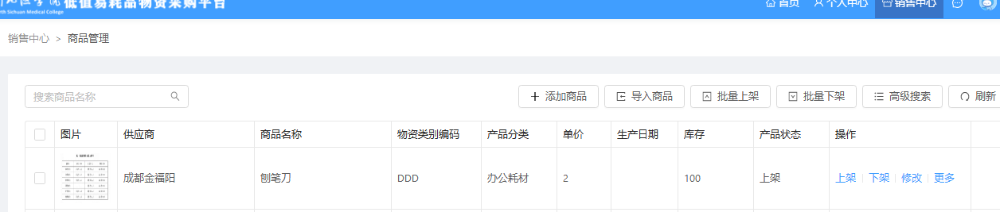 低值易耗品物资采购平台
North Sichuan Medical College
首页 个人中心 销售中心
销售中心 > 商品管理
搜索商品名称 添加商品 导入商品 批量上架 批量下架 高级搜索 刷新
图片 供应商 商品名称 物资类别编码 产品分类 单价 生产日期 库存 产品状态 操作
成都金福阳 刨笔刀 DDD 办公耗材 2 100 上架 上架 下架 修改 更多